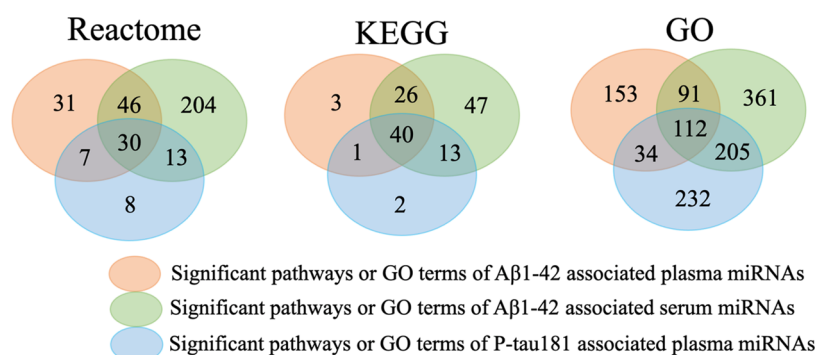 Reactome KEGG GO
31 46 204 3 26 47 153 91 361
30 40 112
7 13 1 13 34 205
8 2 232
Significant pathways or GO terms of Aβ1-42 associated plasma miRNAs
Significant pathways or GO terms of Aβ1-42 associated serum miRNAs
Significant pathways or GO terms of P-tau181 associated plasma miRNAs